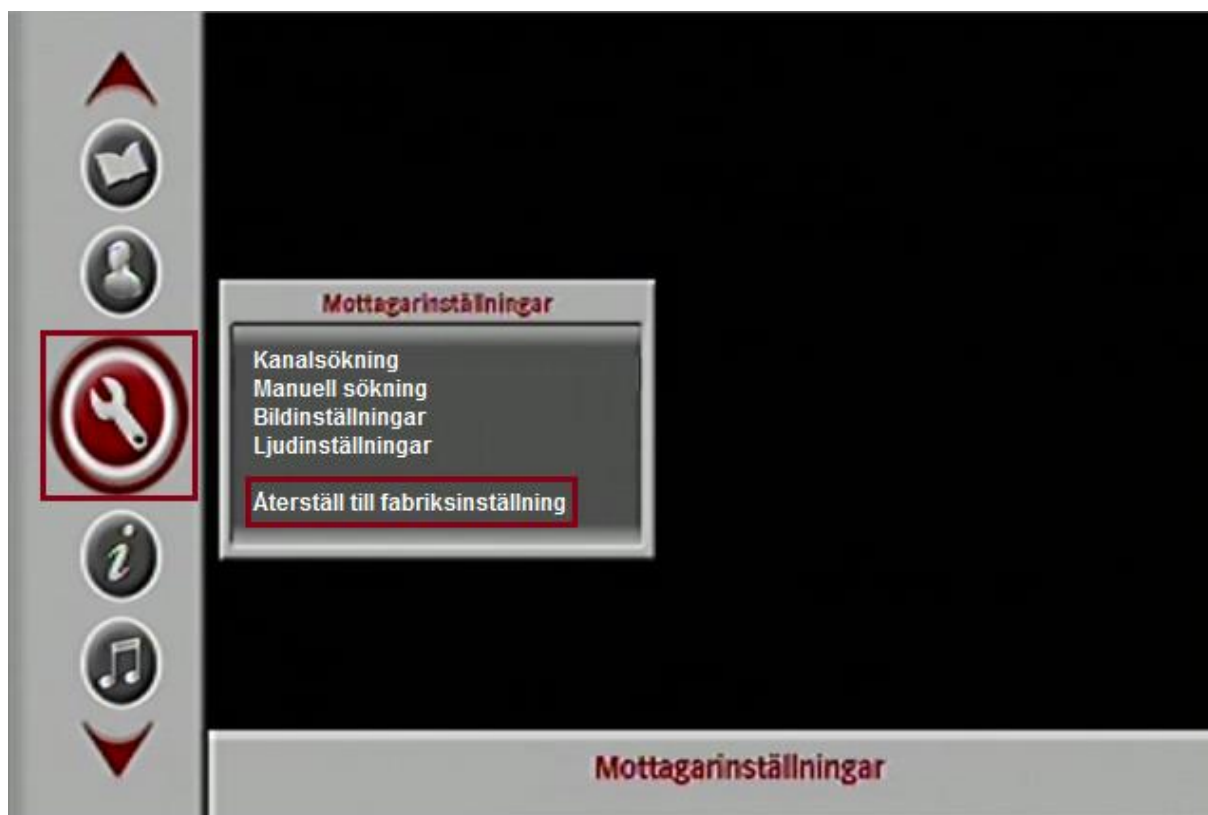 Mottagarinställningar
Kanalsökning
Manuell sökning
Bildinställningar
Ljudinställningar
Återställ till fabriksinställning
Mottagarinställningar